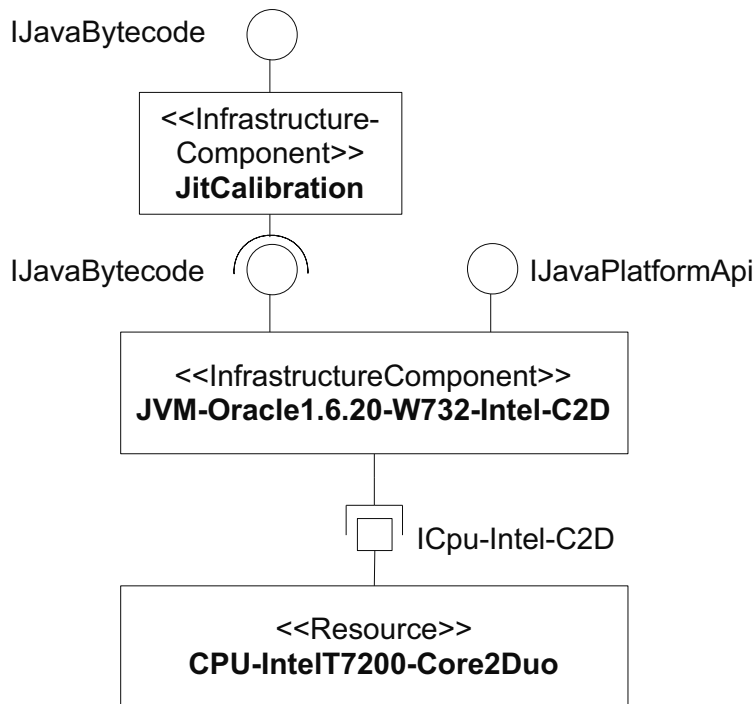 IJavaBytecode
<<Infrastructure-
Component>>
JitCalibration
IJavaBytecode
IJavaPlatformApi
<<InfrastructureComponent>>
JVM-Oracle1.6.20-W732-Intel-C2D
ICpu-Intel-C2D
<<Resource>>
CPU-IntelT7200-Core2Duo